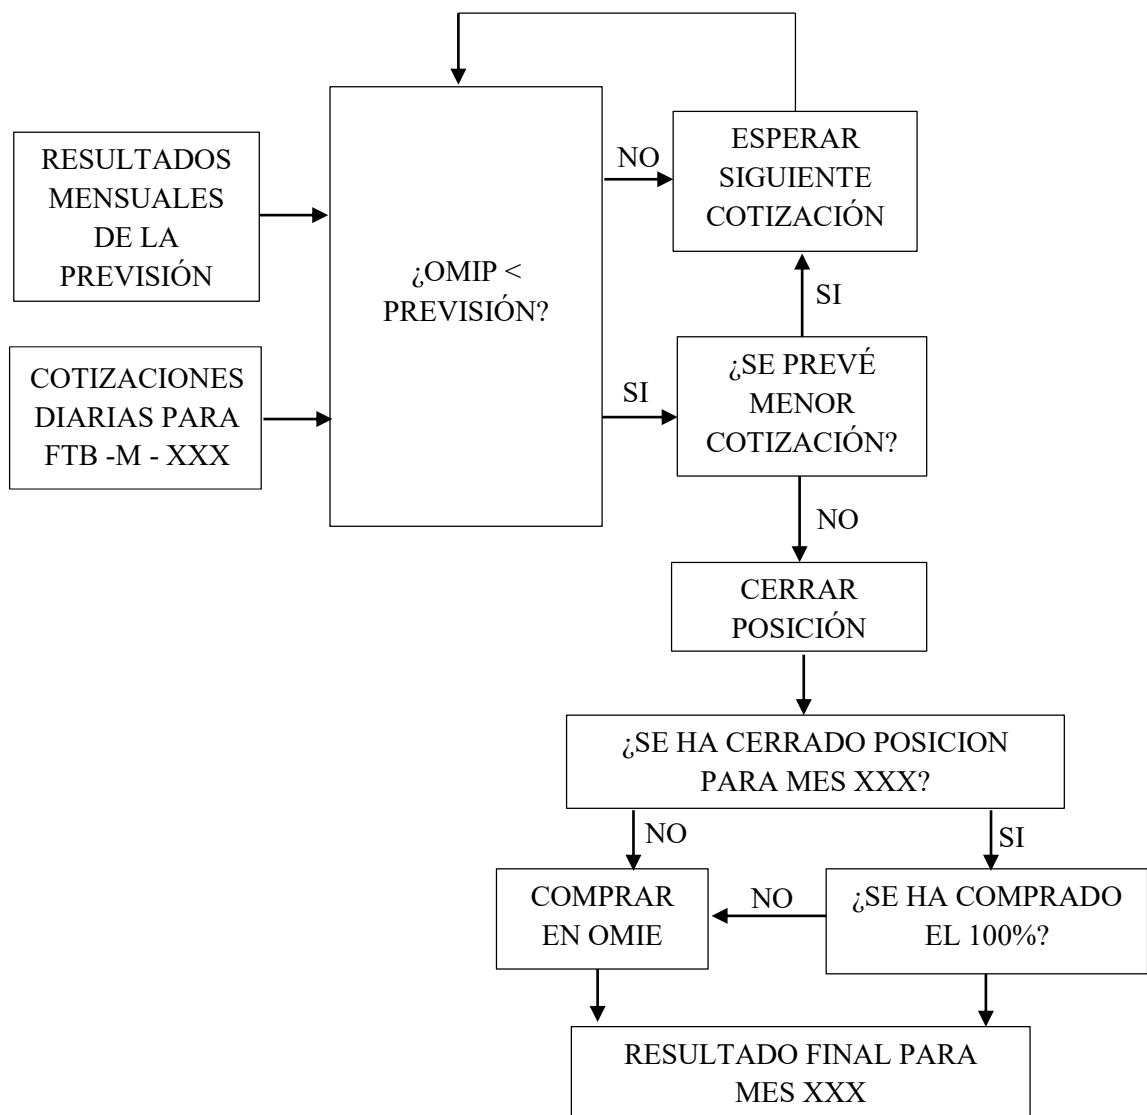 RESULTADOS
MENSUALES
DE LA
PREVISIÓN
COTIZACIONES
DIARIAS PARA
FTB -M - XXX
¿OMIP <
PREVISIÓN?
NO
ESPERAR
SIGUIENTE
COTIZACIÓN
SI
SI
¿SE PREVÉ
MENOR
COTIZACIÓN?
NO
CERRAR
POSICIÓN
¿SE HA CERRADO POSICION
PARA MES XXX?
NO
SI
COMPRAR
EN OMIE
NO
¿SE HA COMPRADO
EL 100%?
RESULTADO FINAL PARA
MES XXX